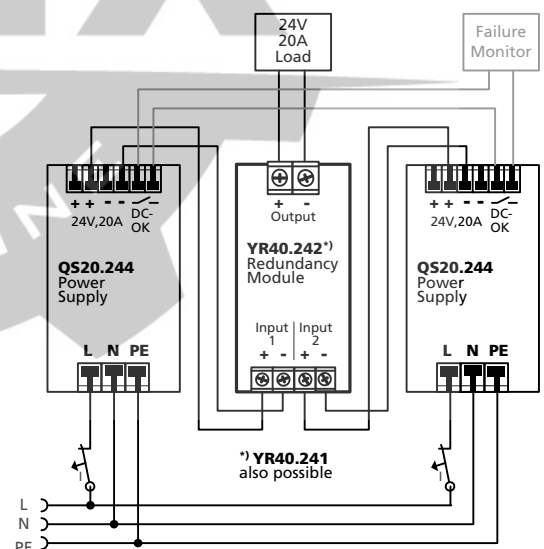 24V
20A
Load
Failure
Monitor
+ + - - DC-
24V,20A OK
QS20.244
Power
Supply
L N PE
+ -
Output
YR40.242*)
Redundancy
Module
Input Input
1 2
+ - + -
+ + - - DC-
24V,20A OK
QS20.244
Power
Supply
L N PE
*) YR40.241
also possible
I
I
L
N
PE
INE